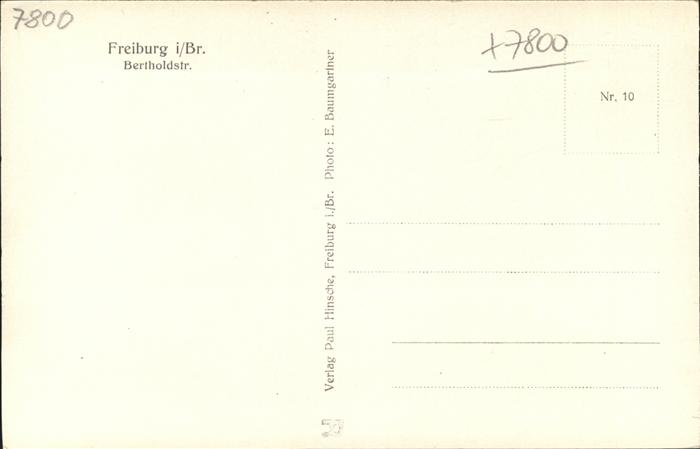 7800
Freiburg i/Br.
Bertholdstr.
Verlag Paul Hinsche, Freiburg i./Br. Photo: E. Baumgartner
+7800
Nr. 10